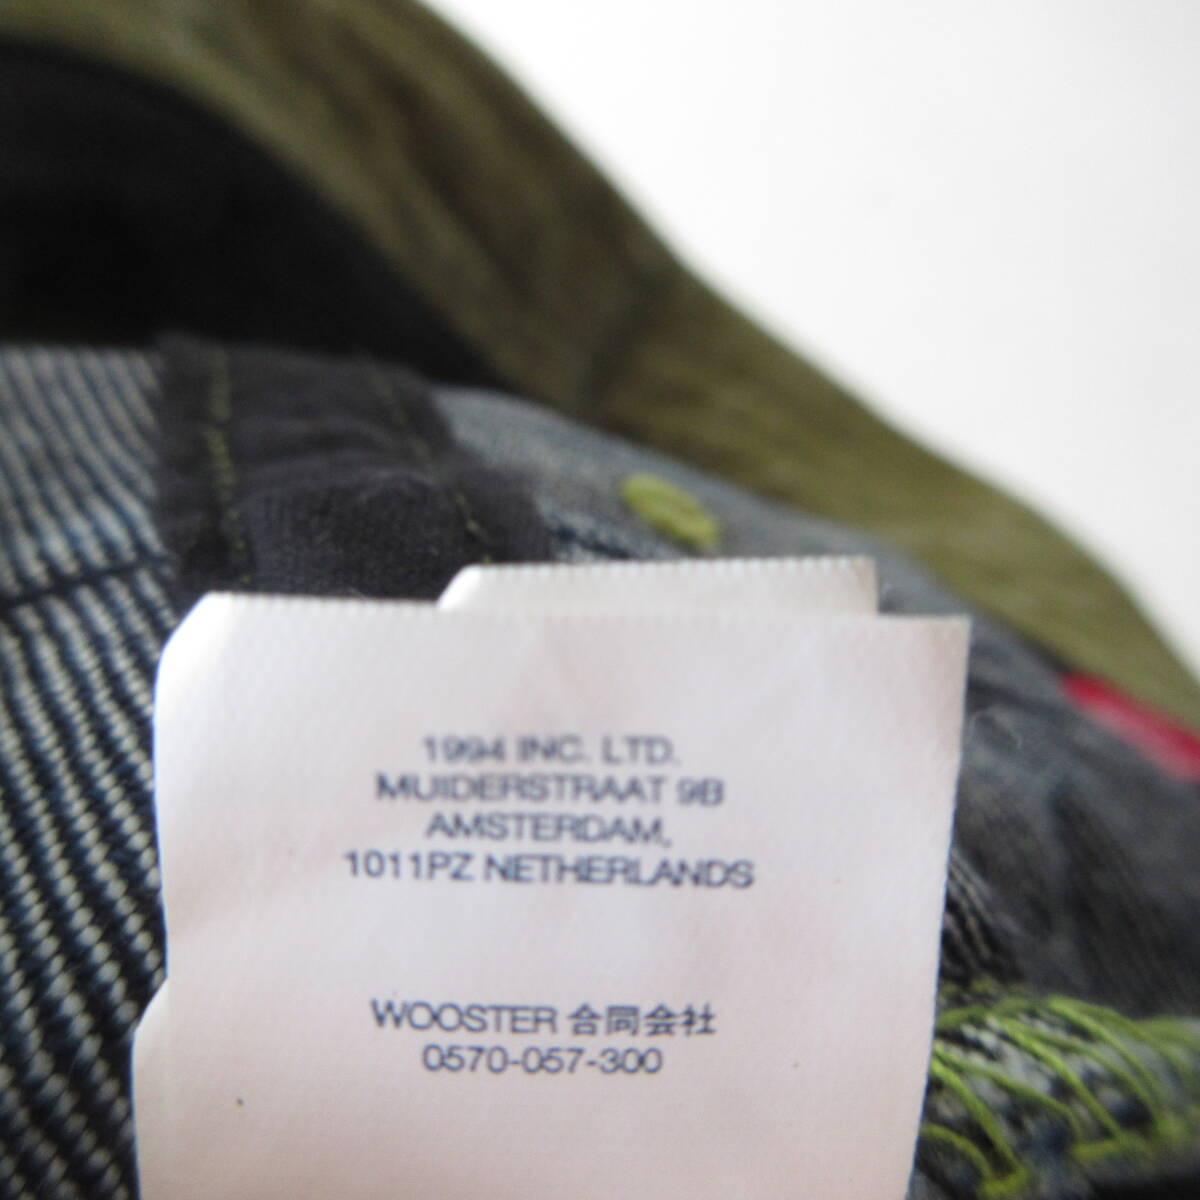 1994 INC. LTD.
MUIDERSTRAAT 9B
AMSTERDAM,
1011PZ NETHERLANDS
WOOSTER 合同会社
0570-057-300